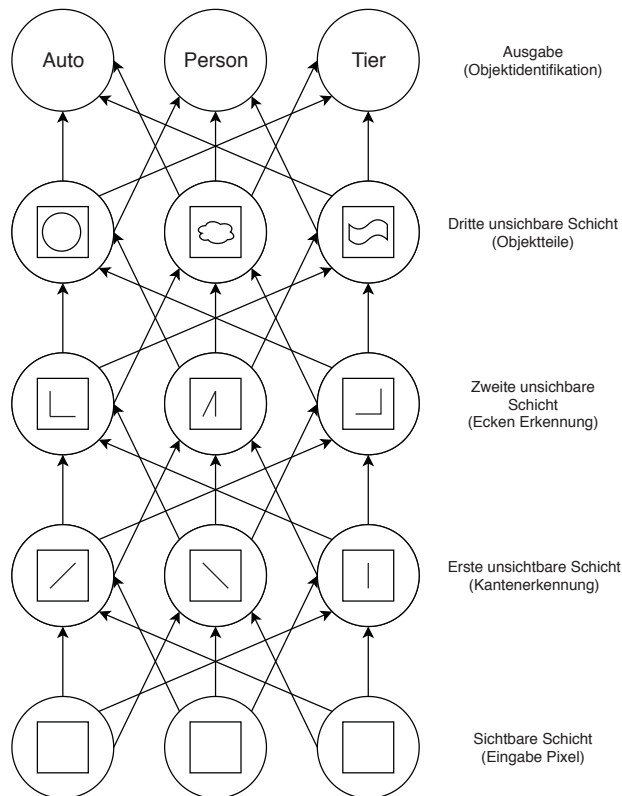 Auto
Person
Tier
Ausgabe
(Objektidentifikation)
Dritte unsichbare Schicht
(Objektteile)
Zweite unsichbare
Schicht
(Ecken Erkennung)
Erste unsichtbare Schicht
(Kantenerkennung)
Sichtbare Schicht
(Eingabe Pixel)